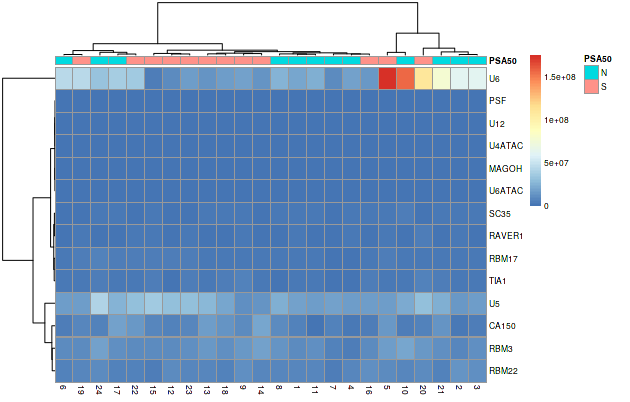 PSA50
U6
PSF
U12
U4ATAC
MAGOH
U6ATAC
SC35
RAVER1
RBM17
TIA1
U5
CA150
RBM3
RBM22
6 19 24 17 22 15 12 23 13 18 9 14 8 1 11 7 4 16 5 10 20 21 2 3
1.5e+08
1e+08
5e+07
0
PSA50
N
S